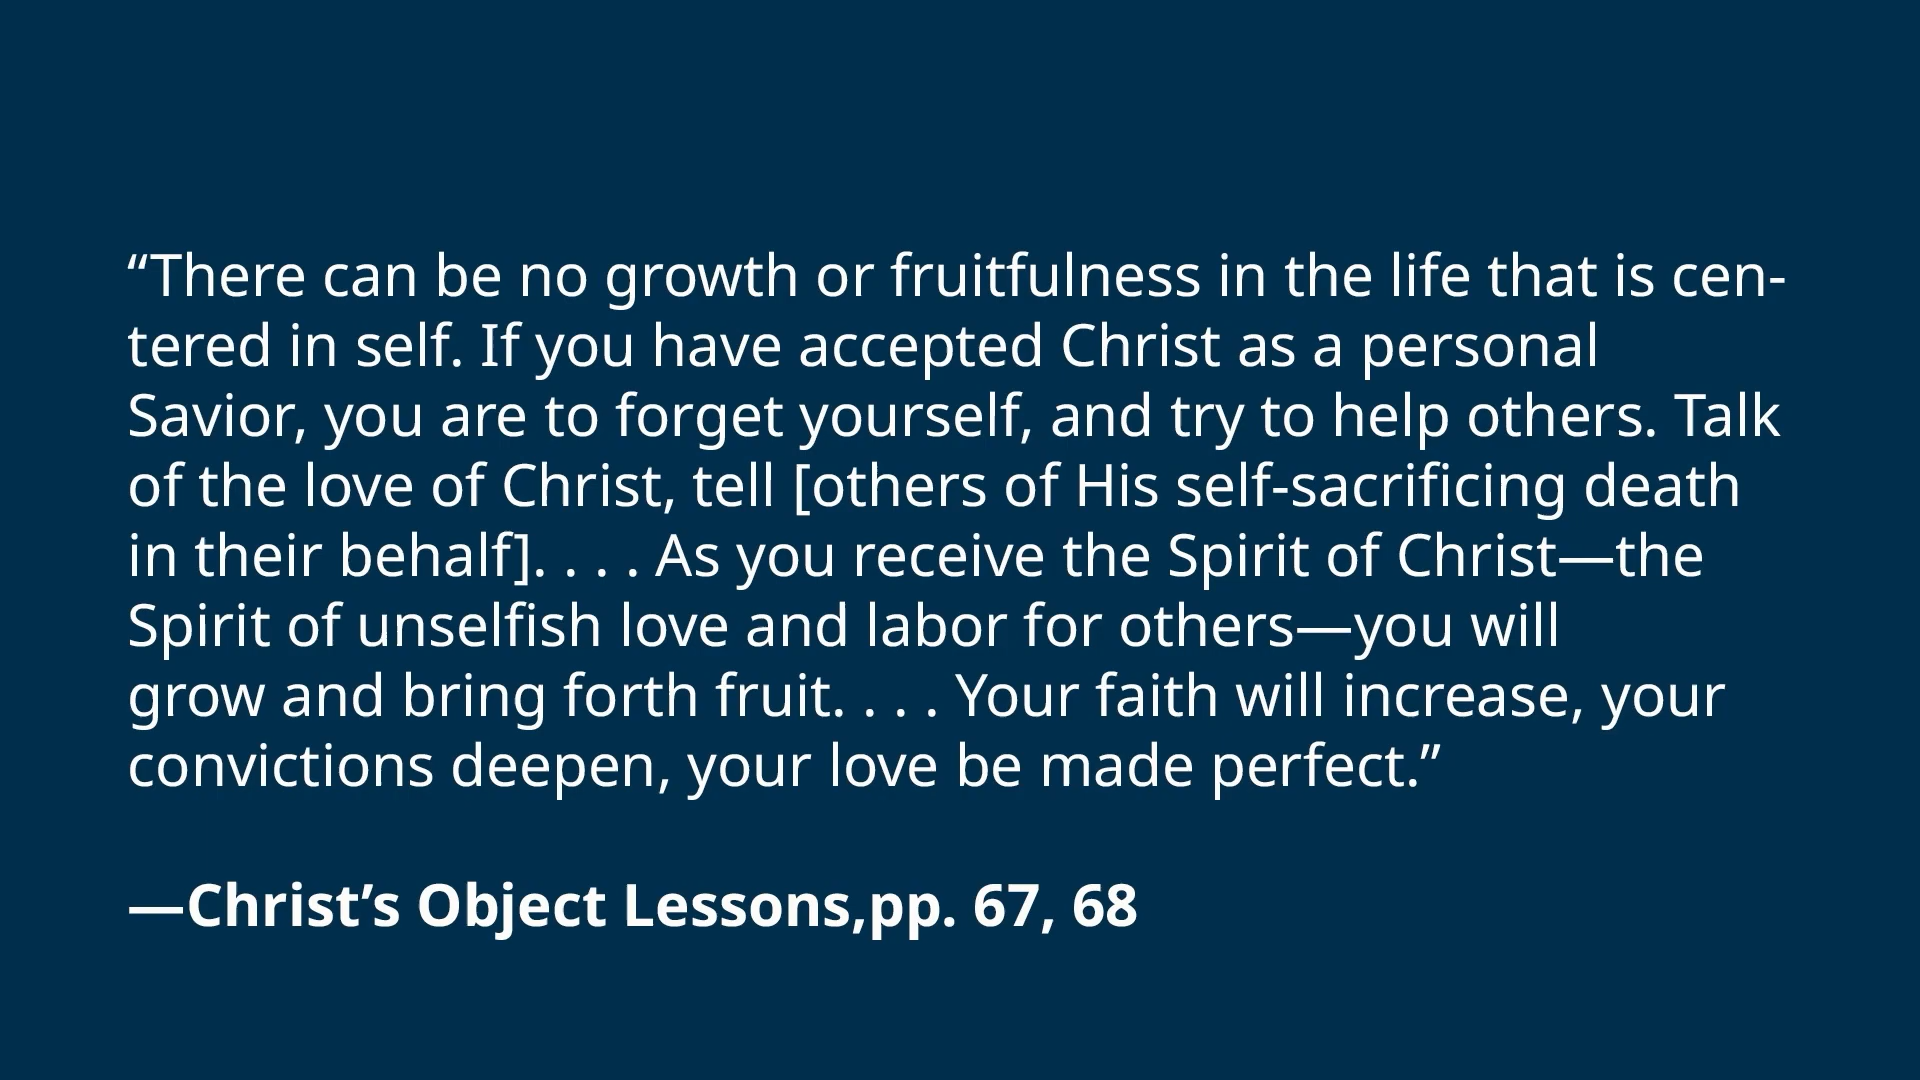 “There can be no growth or fruitfulness in the life that is cen-
tered in self. If you have accepted Christ as a personal
Savior, you are to forget yourself, and try to help others. Talk
of the love of Christ, tell [others of His self-sacrificing death
in their behalf]. . . . As you receive the Spirit of Christ—the
Spirit of unselfish love and labor for others—you will
grow and bring forth fruit. . . . Your faith will increase, your
convictions deepen, your love be made perfect.”
—Christ’s Object Lessons,pp. 67, 68